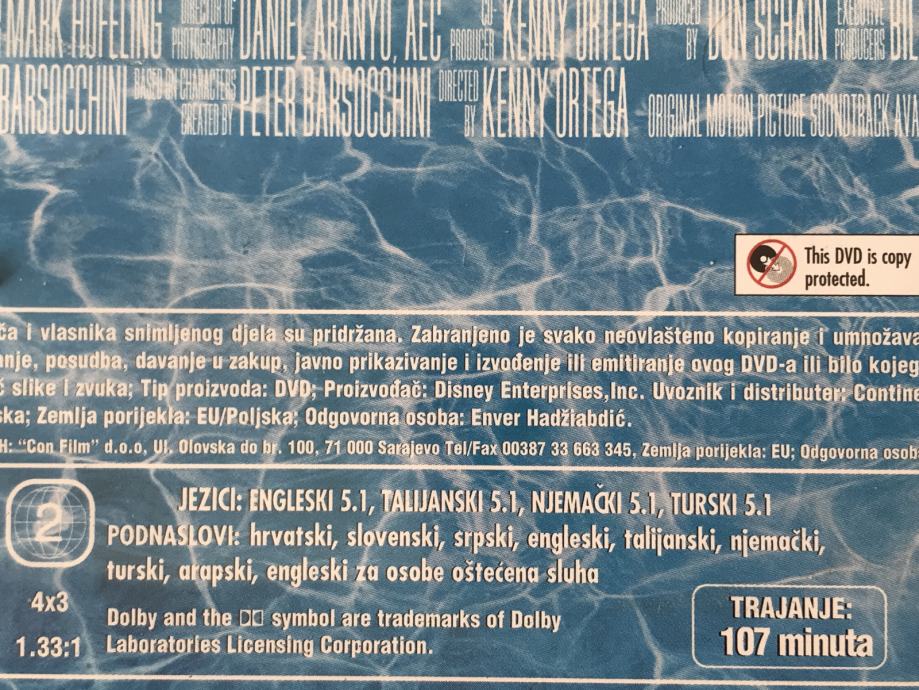 MARK HOFELING DIRECTOR OF PHOTOGRAPHY DANIEL ARANYO, AEC CO-PRODUCER KENNY ORTEGA PRODUCED BY DON SCHAIN EXECUTIVE PRODUCERS
BARSOCCHINI BASED ON CHARACTERS CREATED BY PETER BARSOCCHINI DIRECTED BY KENNY ORTEGA ORIGINAL MOTION PICTURE SOUNDTRACK AVA
This DVD is copy
protected.
ča i vlasnika snimljenog djela su pridržana. Zabranjeno je svako neovlašteno kopiranje i umnožava
anje, posudba, davanje u zakup, javno prikazivanje i izvođenje ili emitiranje ovog DVD-a ili bilo kojeg
č slike i zvuka; Tip proizvoda: DVD; Proizvođač: Disney Enterprises,Inc. Uvoznik i distributer: Contine
ska; Zemlja porijekla: EU/Poljska; Odgovorna osoba: Enver Hadžiabdić.
H: "Con Film" d.o.o, Ul. Olovska do br. 100, 71 000 Sarajevo Tel/Fax 00387 33 663 345, Zemlja porijekla: EU; Odgovorna osob
2
JEZICI: ENGLESKI 5.1, TALIJANSKI 5.1, NJEMAČKI 5.1, TURSKI 5.1
PODNASLOVI: hrvatski, slovenski, srpski, engleski, talijanski, njemački,
turski, arapski, engleski za osobe oštećena sluha
4x3
1.33:1
Dolby and the symbol are trademarks of Dolby
Laboratories Licensing Corporation.
TRAJANJE:
107 minuta